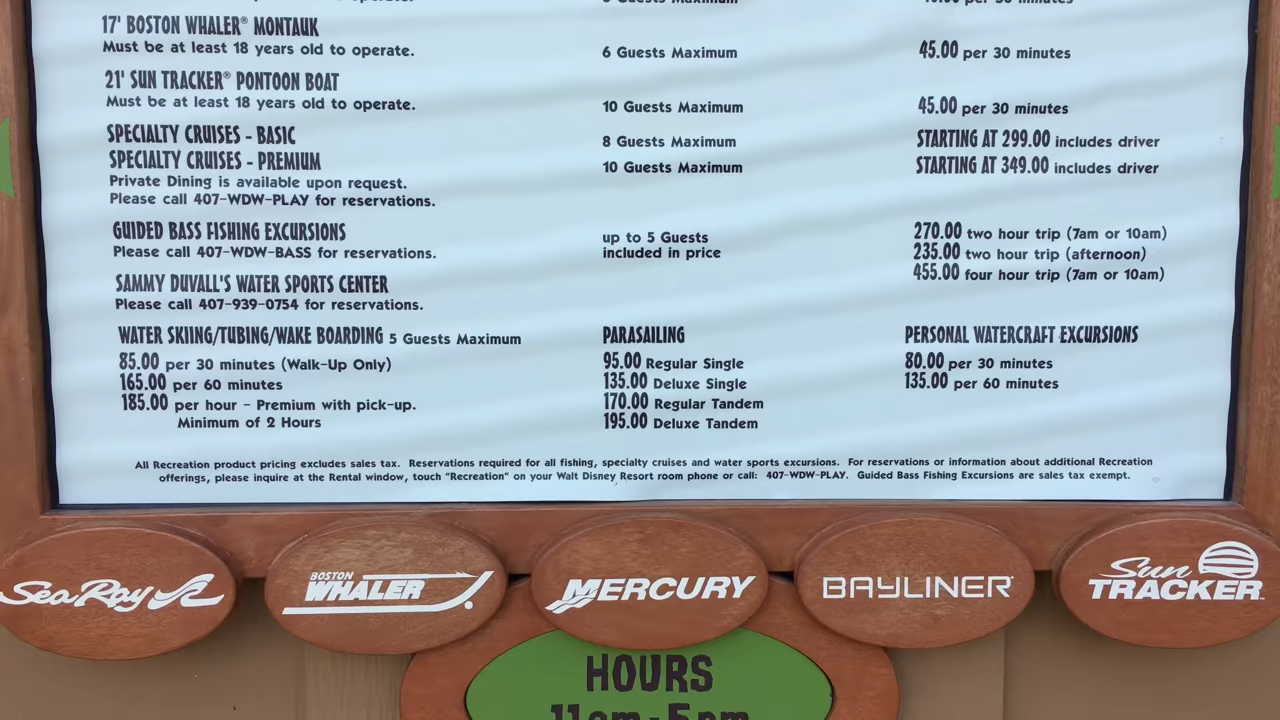 17' BOSTON WHALER® MONTAUK
Must be at least 18 years old to operate.
6 Guests Maximum
45.00 per 30 minutes
21' SUN TRACKER® PONTOON BOAT
Must be at least 18 years old to operate.
10 Guests Maximum
45.00 per 30 minutes
SPECIALTY CRUISES - BASIC
8 Guests Maximum
STARTING AT 299.00 includes driver
SPECIALTY CRUISES - PREMIUM
10 Guests Maximum
STARTING AT 349.00 includes driver
Private Dining is available upon request.
Please call 407-WDW-PLAY for reservations.
GUIDED BASS FISHING EXCURSIONS
Please call 407-WDW-BASS for reservations.
up to 5 Guests
included in price
270.00 two hour trip (7am or 10am)
235.00 two hour trip (afternoon)
455.00 four hour trip (7am or 10am)
SAMMY DUVALL'S WATER SPORTS CENTER
Please call 407-939-0754 for reservations.
WATER SKIING/TUBING/WAKE BOARDING 5 Guests Maximum
85.00 per 30 minutes (Walk-Up Only)
165.00 per 60 minutes
185.00 per hour - Premium with pick-up.
Minimum of 2 Hours
PARASAILING
95.00 Regular Single
135.00 Deluxe Single
170.00 Regular Tandem
195.00 Deluxe Tandem
PERSONAL WATERCRAFT EXCURSIONS
80.00 per 30 minutes
135.00 per 60 minutes
All Recreation product pricing excludes sales tax. Reservations required for all fishing, specialty cruises and water sports excursions. For reservations or information about additional Recreation
offerings, please inquire at the Rental window, touch "Recreation" on your Walt Disney Resort room phone or call: 407-WDW-PLAY. Guided Bass Fishing Excursions are sales tax exempt.
Sea Ray
BOSTON
WHALER
MERCURY
BAYLINER
Sun
TRACKER
HOURS
11am-5pm